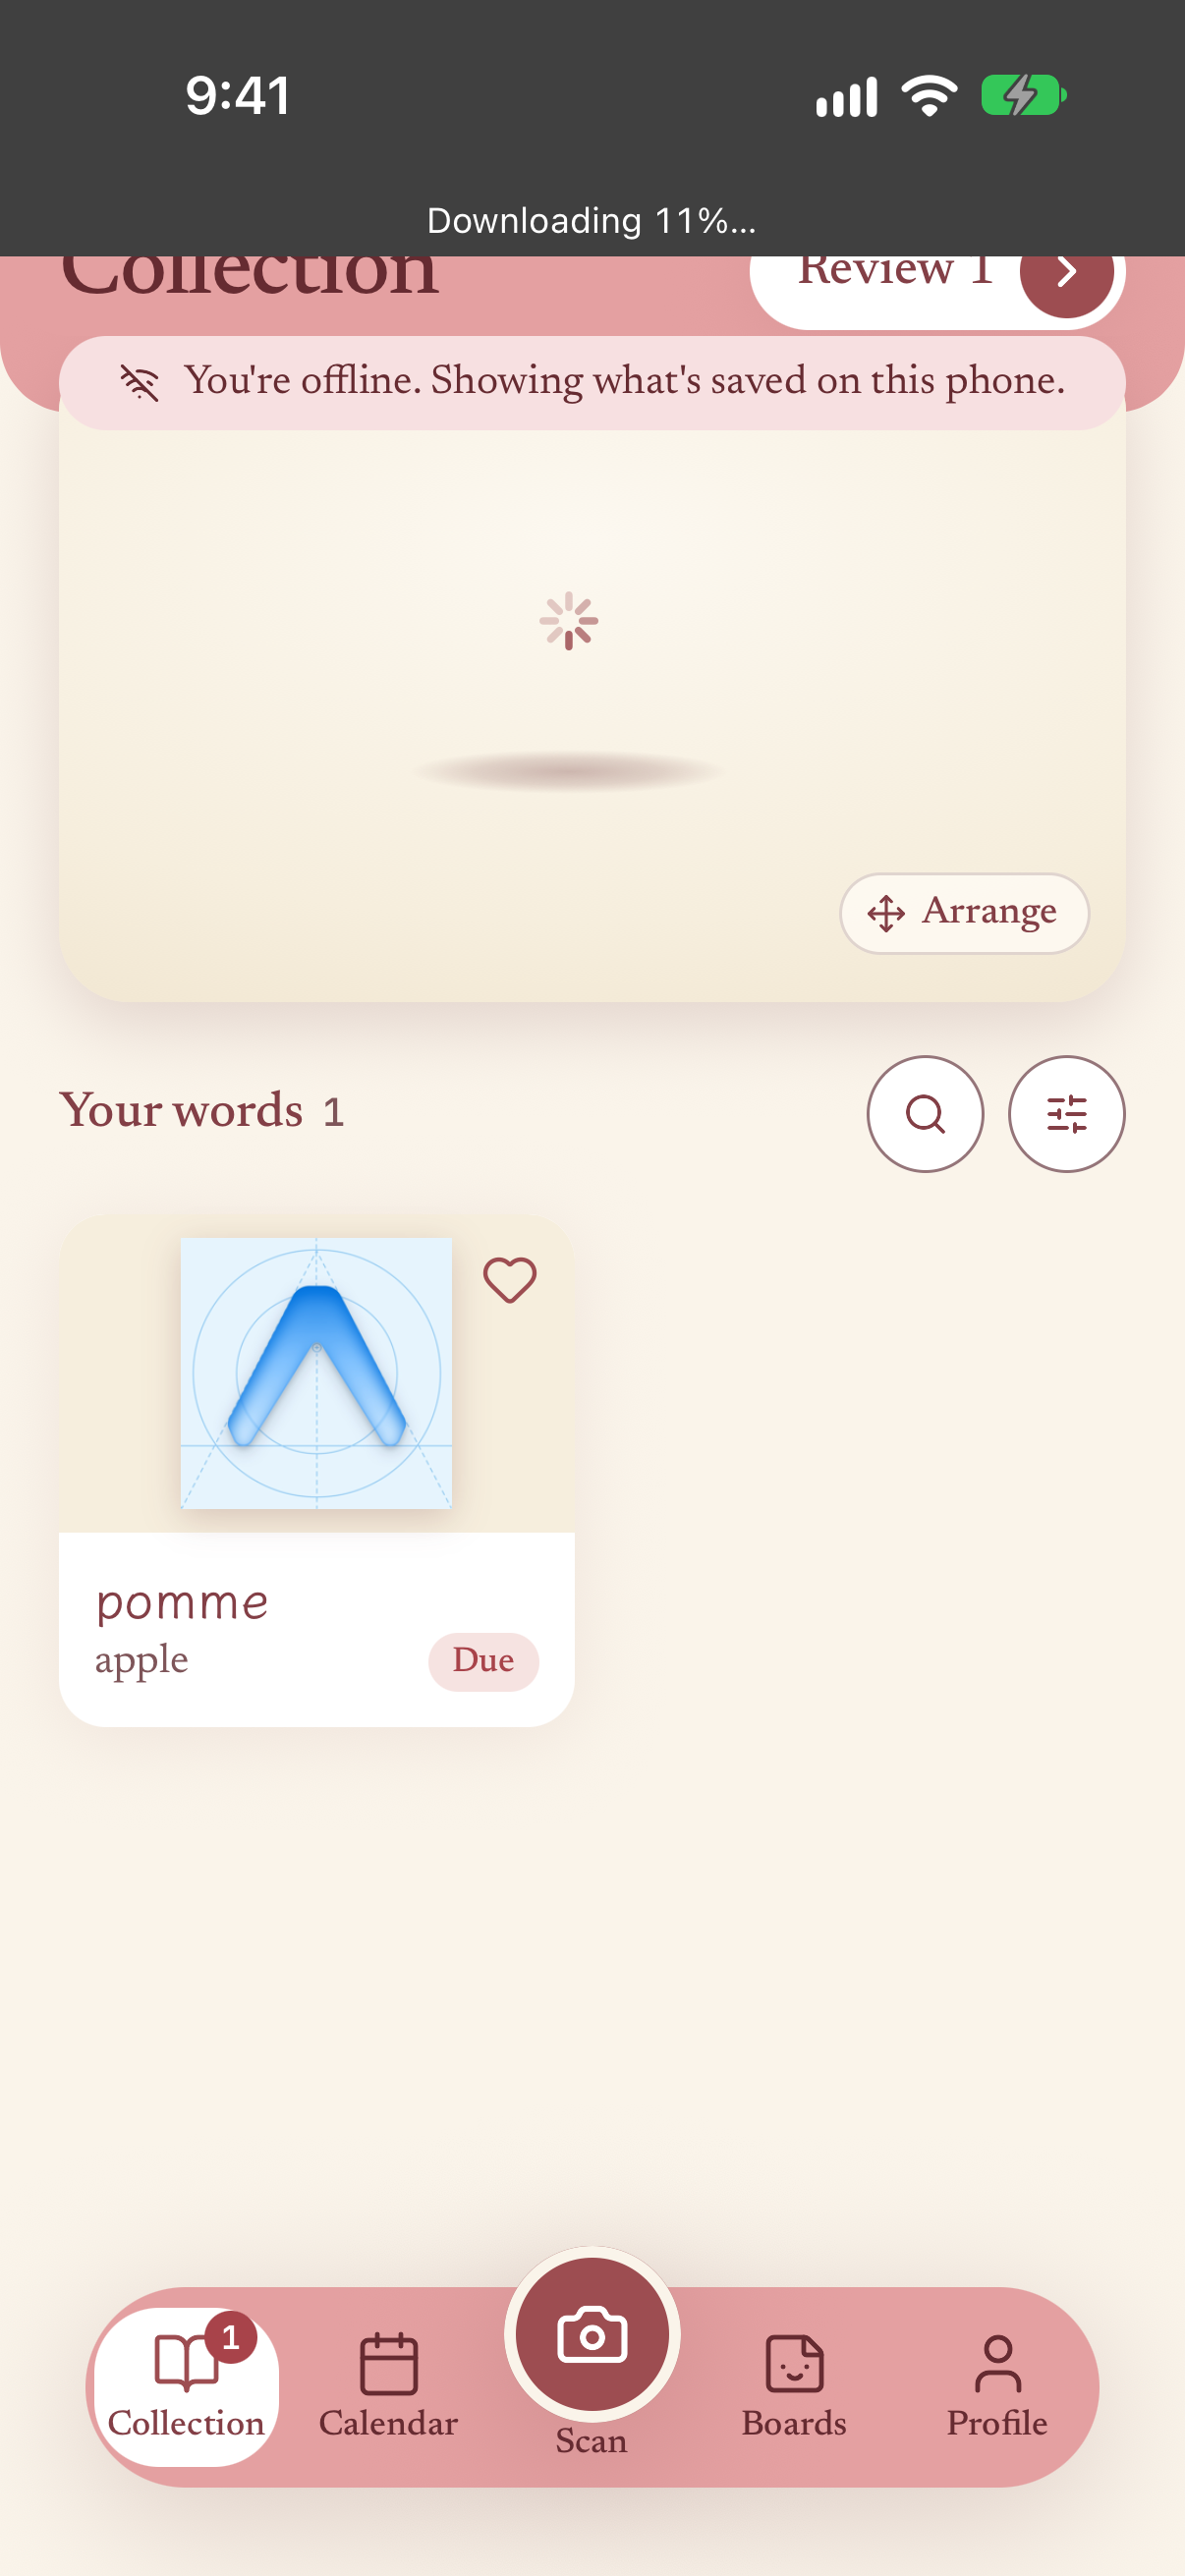 9:41
Downloading 11%...
Collection
Review 1
You're offline. Showing what's saved on this phone.
Arrange
Your words 1
pomme
apple
Due
1
Collection
Calendar
Scan
Boards
Profile